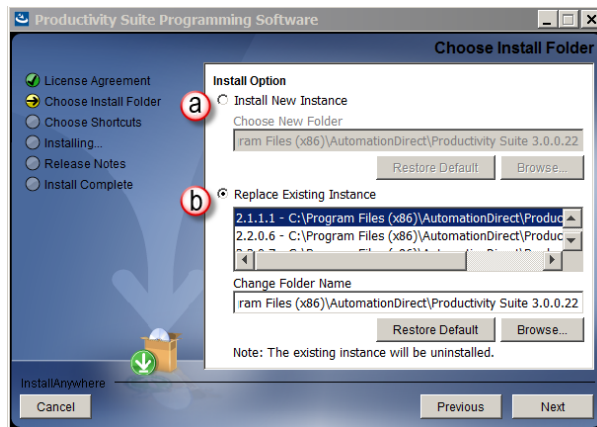 Productivity Suite Programming Software
Choose Install Folder
License Agreement
Choose Install Folder
Choose Shortcuts
Installing...
Release Notes
Install Complete
Install Option
a
Install New Instance
Choose New Folder
ram Files (x86)\AutomationDirect\Productivity Suite 3.0.0.22
Restore Default
Browse...
b
Replace Existing Instance
2.1.1.1 - C:\Program Files (x86)\AutomationDirect\Produc
2.2.0.6 - C:\Program Files (x86)\AutomationDirect\Produc
Change Folder Name
ram Files (x86)\AutomationDirect\Productivity Suite 3.0.0.22
Restore Default
Browse...
Note: The existing instance will be uninstalled.
InstallAnywhere
Cancel
Previous
Next